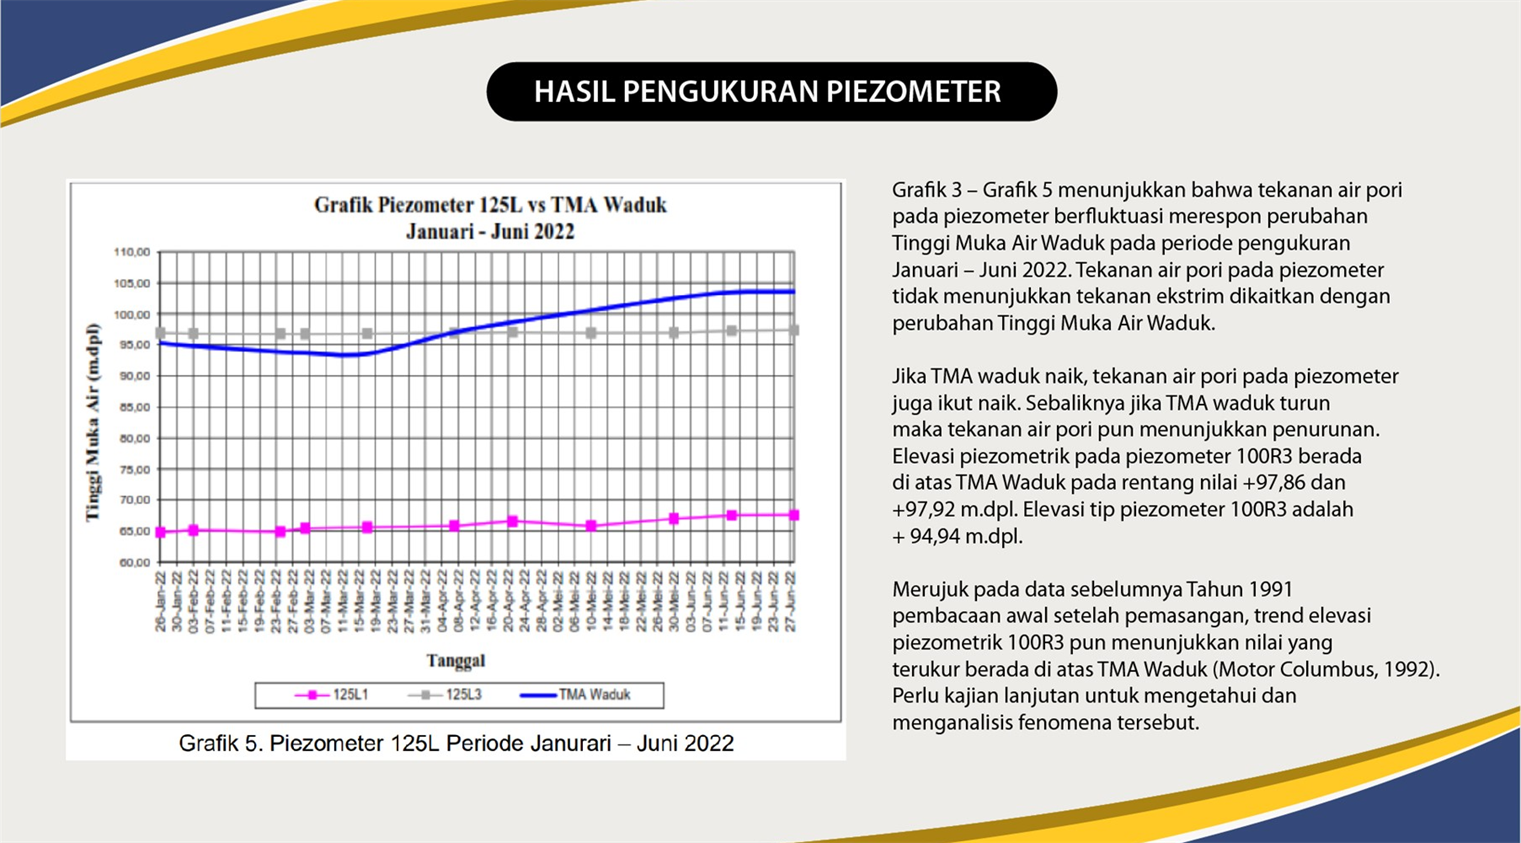 HASIL PENGUKURAN PIEZOMETER
Grafik Piezometer 125L vs TMA Waduk
Januari - Juni 2022
Tinggi Muka Air (m.dpl)
110,00
105,00
100,00
95,00
90,00
85,00
80,00
75,00
70,00
65,00
60,00
26-Jan-22
30-Jan-22
03-Feb-22
07-Feb-22
11-Feb-22
15-Feb-22
19-Feb-22
23-Feb-22
27-Feb-22
03-Mar-22
07-Mar-22
11-Mar-22
15-Mar-22
19-Mar-22
23-Mar-22
27-Mar-22
31-Mar-22
04-Apr-22
08-Apr-22
12-Apr-22
16-Apr-22
20-Apr-22
24-Apr-22
28-Apr-22
02-Mei-22
06-Mei-22
10-Mei-22
14-Mei-22
18-Mei-22
22-Mei-22
26-Mei-22
30-Mei-22
03-Jun-22
07-Jun-22
11-Jun-22
15-Jun-22
19-Jun-22
23-Jun-22
27-Jun-22
Tanggal
125L1
125L3
TMA Waduk
Grafik 5. Piezometer 125L Periode Janurari – Juni 2022
Grafik 3 – Grafik 5 menunjukkan bahwa tekanan air pori
pada piezometer berfluktuasi merespon perubahan
Tinggi Muka Air Waduk pada periode pengukuran
Januari – Juni 2022. Tekanan air pori pada piezometer
tidak menunjukkan tekanan ekstrim dikaitkan dengan
perubahan Tinggi Muka Air Waduk.
Jika TMA waduk naik, tekanan air pori pada piezometer
juga ikut naik. Sebaliknya jika TMA waduk turun
maka tekanan air pori pun menunjukkan penurunan.
Elevasi piezometrik pada piezometer 100R3 berada
di atas TMA Waduk pada rentang nilai +97,86 dan
+97,92 m.dpl. Elevasi tip piezometer 100R3 adalah
+ 94,94 m.dpl.
Merujuk pada data sebelumnya Tahun 1991
pembacaan awal setelah pemasangan, trend elevasi
piezometrik 100R3 pun menunjukkan nilai yang
terukur berada di atas TMA Waduk (Motor Columbus, 1992).
Perlu kajian lanjutan untuk mengetahui dan
menganalisis fenomena tersebut.